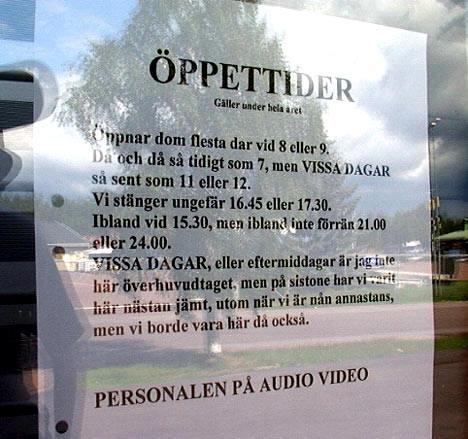 ÖPPETTIDER
Gäller under hela året
Öppnar dom flesta dar vid 8 eller 9.
Då och då så tidigt som 7, men VISSA DAGAR
så sent som 11 eller 12.
Vi stänger ungefär 16.45 eller 17.30.
Ibland vid 15.30, men ibland inte förrän 21.00
eller 24.00.
VISSA DAGAR, eller eftermiddagar är jag inte
här överhuvudtaget, men på sistone har vi varit
här nästan jämt, utom när vi är nån annastans,
men vi borde vara här då också.
PERSONALEN PÅ AUDIO VIDEO